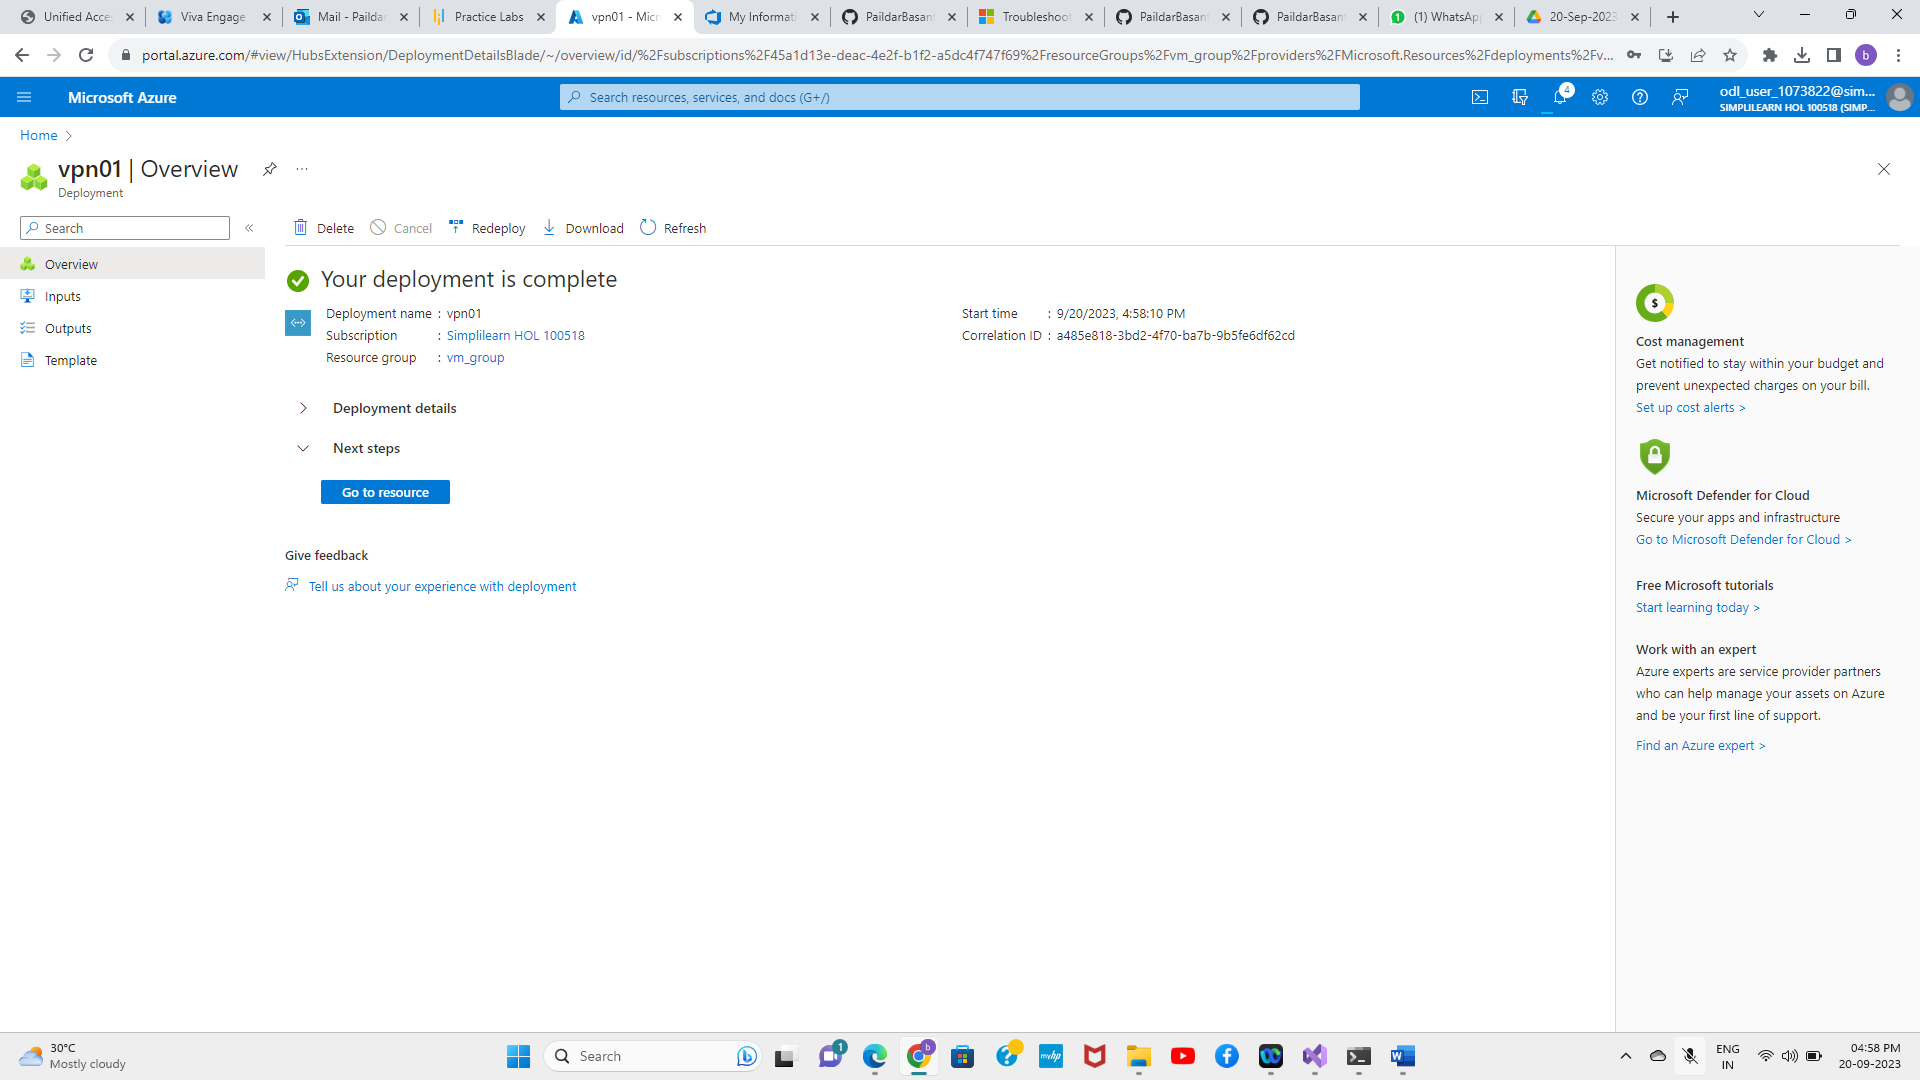 Unified Acces
Viva Engage
Mail - Paildar
Practice Labs
vpn01 - Micr
My Informati
PaildarBasant
Troubleshoot
PaildarBasant
PaildarBasant
(1) WhatsApp
20-Sep-2023
portal.azure.com/#view/HubsExtension/DeploymentDetailsBlade/~/overview/id/%2Fsubscriptions%2F45a1d13e-deac-4e2f-b1f2-a5dc4f747f69%2FresourceGroups%2Fvm_group%2Fproviders%2FMicrosoft.Resources%2Fdeployments%2Fv...
b
Microsoft Azure
Search resources, services, and docs (G+/)
4
odl_user_1073822@sim...
SIMPLILEARN HOL 100518 (SIMP...
Home
vpn01 | Overview
Deployment
Search
Overview
Inputs
Outputs
Template
Delete
Cancel
Redeploy
Download
Refresh
Your deployment is complete
Deployment name : vpn01
Subscription : Simplilearn HOL 100518
Resource group : vm_group
Start time : 9/20/2023, 4:58:10 PM
Correlation ID : a485e818-3bd2-4f70-ba7b-9b5fe6df62cd
Deployment details
Next steps
Go to resource
Give feedback
Tell us about your experience with deployment
Cost management
Get notified to stay within your budget and
prevent unexpected charges on your bill.
Set up cost alerts >
Microsoft Defender for Cloud
Secure your apps and infrastructure
Go to Microsoft Defender for Cloud >
Free Microsoft tutorials
Start learning today >
Work with an expert
Azure experts are service provider partners
who can help manage your assets on Azure
and be your first line of support.
Find an Azure expert >
30°C
Mostly cloudy
Search
1
b
myhp
ENG
IN
04:58 PM
20-09-2023